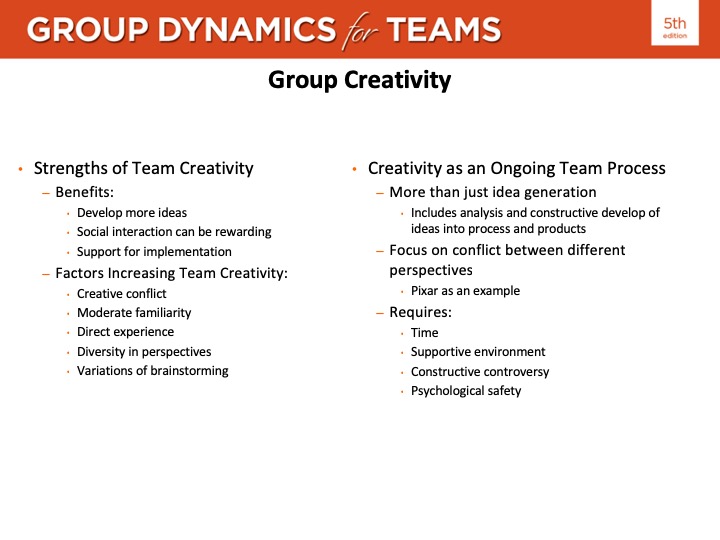 GROUP DYNAMICS for TEAMS
5th
edition
Group Creativity
• Strengths of Team Creativity
– Benefits:
• Develop more ideas
• Social interaction can be rewarding
• Support for implementation
– Factors Increasing Team Creativity:
• Creative conflict
• Moderate familiarity
• Direct experience
• Diversity in perspectives
• Variations of brainstorming
• Creativity as an Ongoing Team Process
– More than just idea generation
• Includes analysis and constructive develop of
ideas into process and products
– Focus on conflict between different
perspectives
• Pixar as an example
– Requires:
• Time
• Supportive environment
• Constructive controversy
• Psychological safety